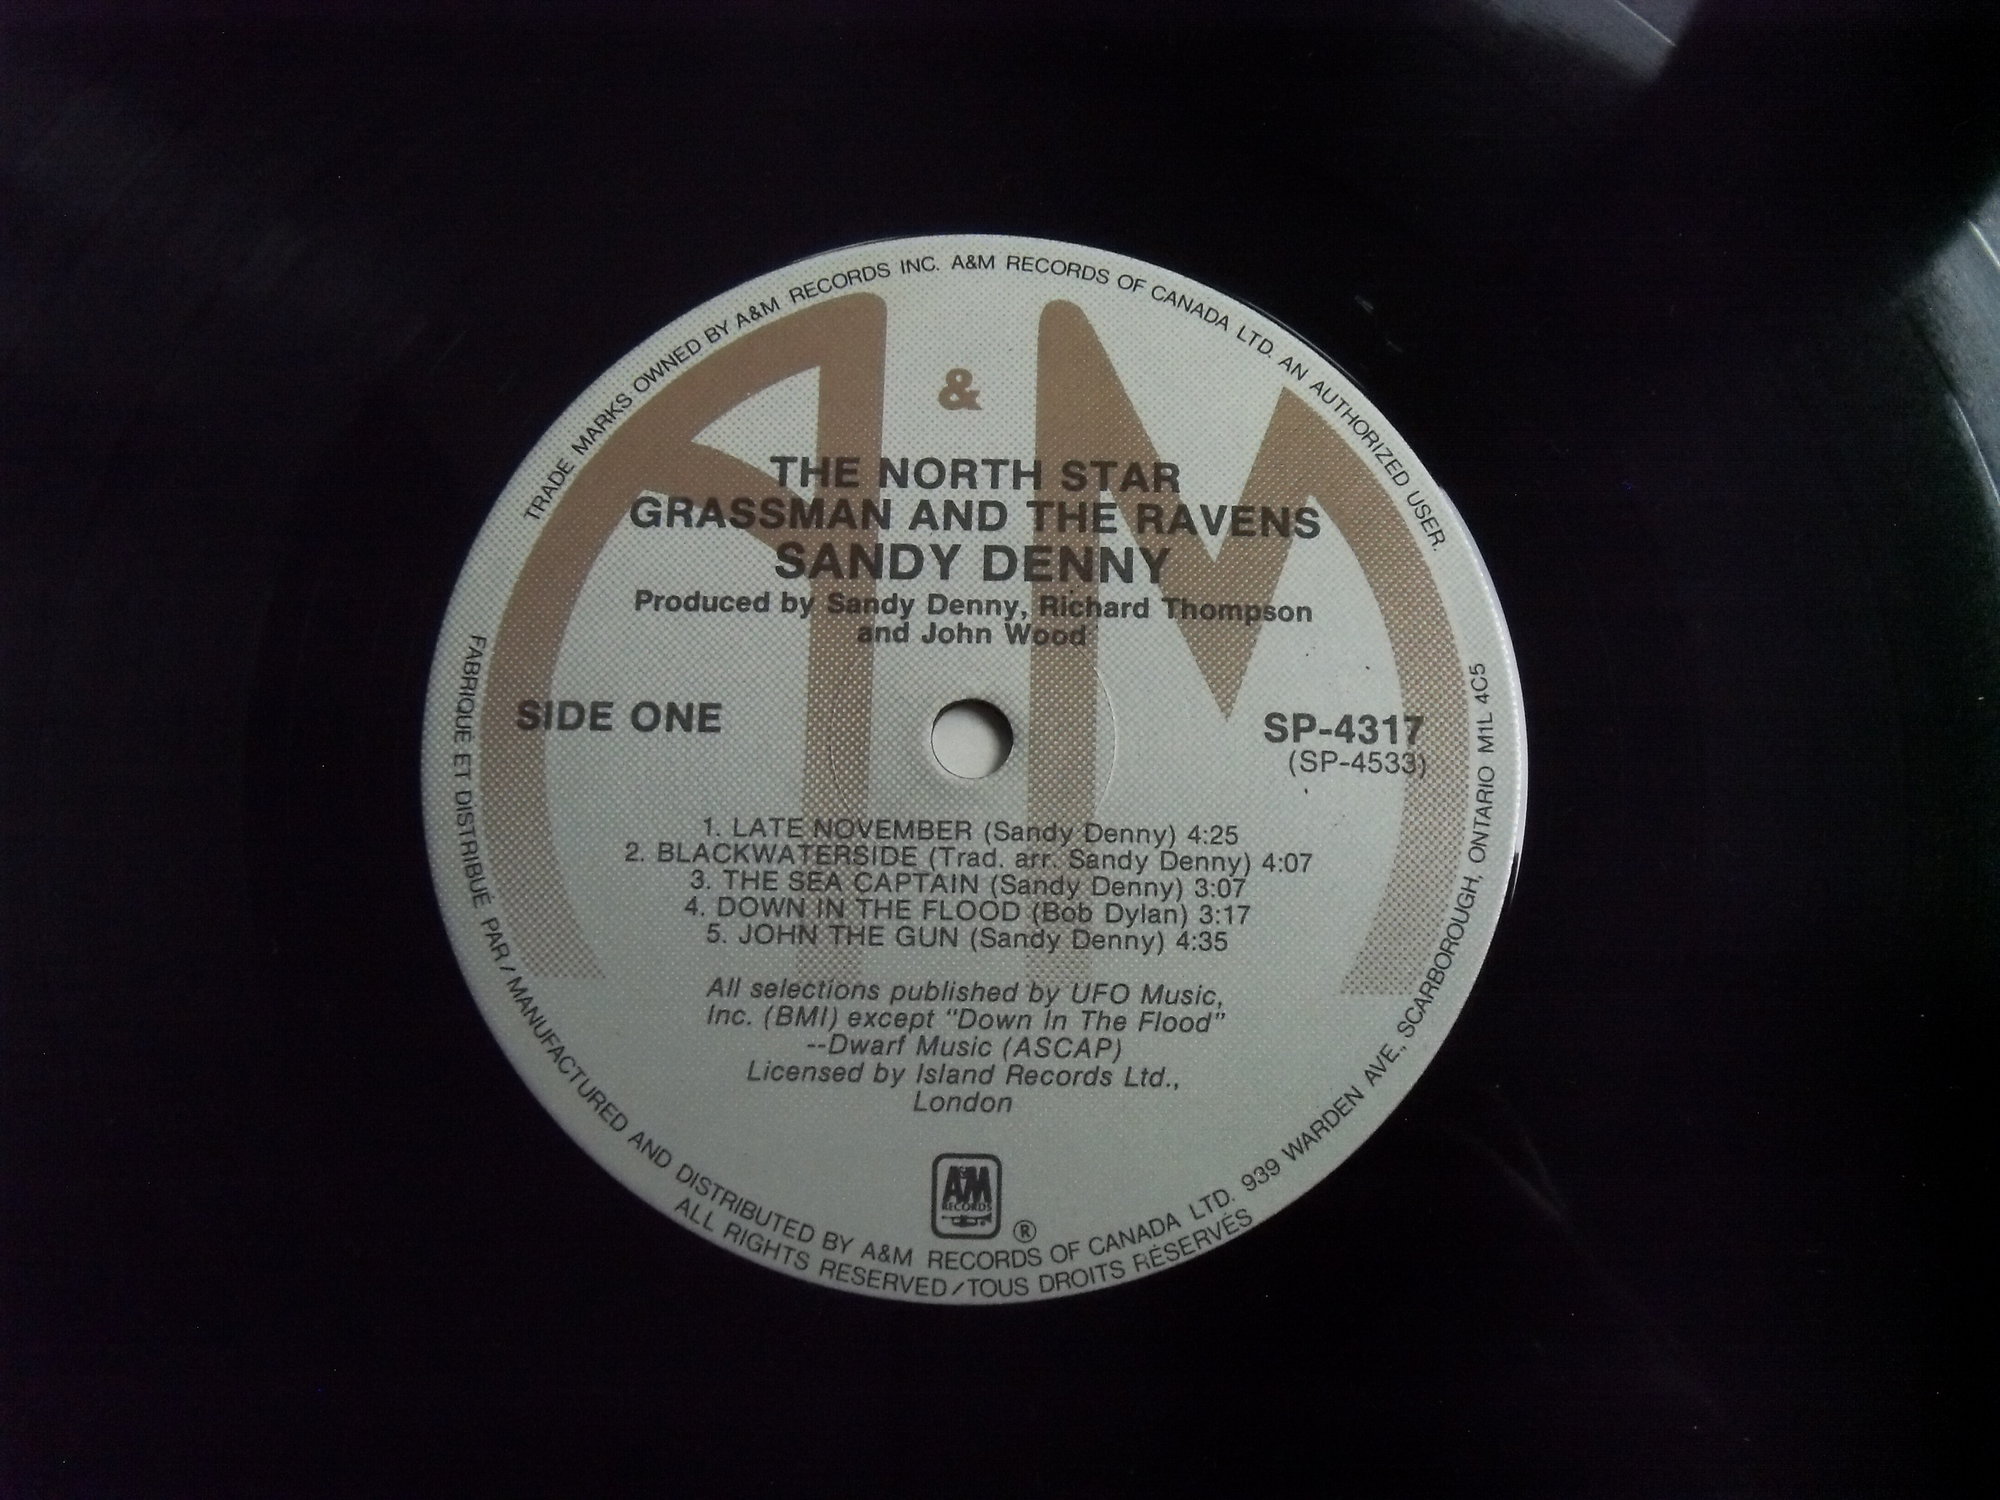 TRADE MARKS OWNED BY A&M RECORDS INC. A&M RECORDS OF CANADA LTD. AN AUTHORIZED USER.
&
THE NORTH STAR
GRASSMAN AND THE RAVENS
SANDY DENNY
Produced by Sandy Denny, Richard Thompson
and John Wood
SIDE ONE
SP-4317
(SP-4533)
1. LATE NOVEMBER (Sandy Denny) 4:25
2. BLACKWATERSIDE (Trad. arr. Sandy Denny) 4:07
3. THE SEA CAPTAIN (Sandy Denny) 3:07
4. DOWN IN THE FLOOD (Bob Dylan) 3:17
5. JOHN THE GUN (Sandy Denny) 4:35
All selections published by UFO Music,
Inc. (BMI) except "Down In The Flood"
--Dwarf Music (ASCAP)
Licensed by Island Records Ltd.,
London
A&M
RECORDS
®
FABRIQUÉ ET DISTRIBUÉ PAR/MANUFACTURED AND DISTRIBUTED BY A&M RECORDS OF CANADA LTD. 939 WARDEN AVE., SCARBOROUGH, ONTARIO M1L 4C5
ALL RIGHTS RESERVED/TOUS DROITS RÉSERVÉS